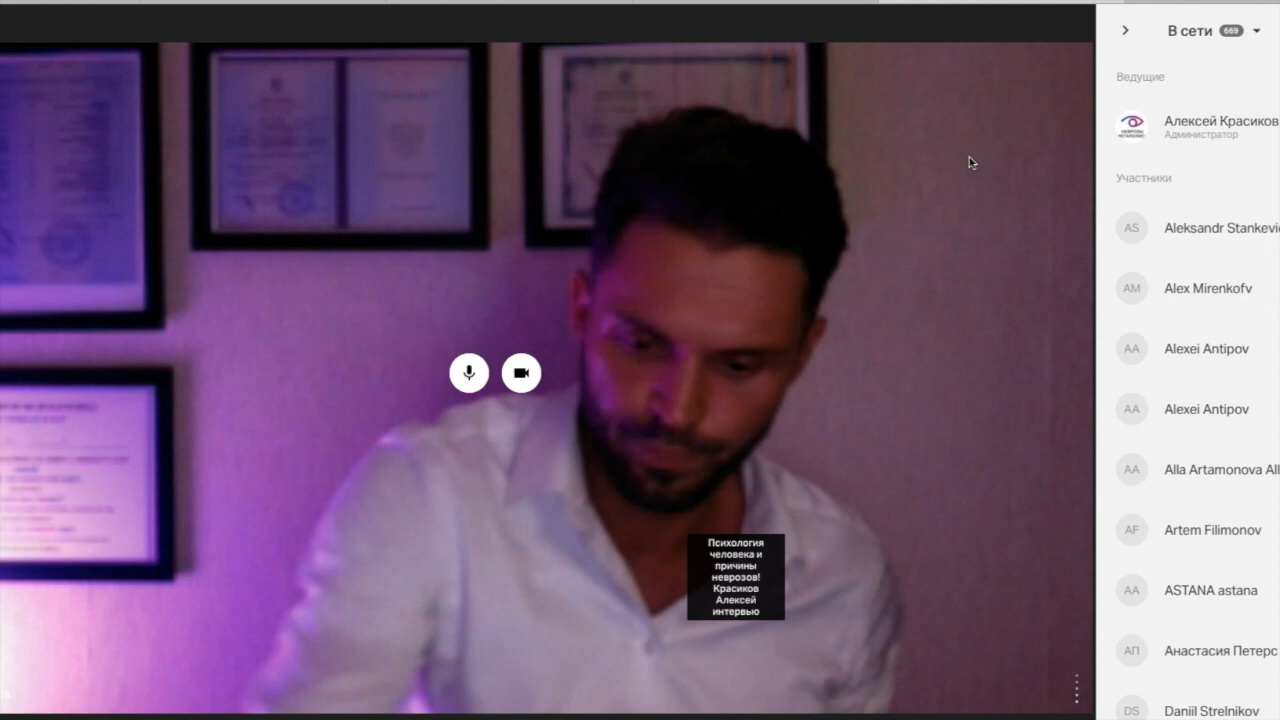 В сети 669
Ведущие
Алексей Красиков
Администратор
Участники
AS Aleksandr Stankevi
AM Alex Mirenkofv
AA Alexei Antipov
AA Alexei Antipov
AA Alla Artamonova All
AF Artem Filimonov
AA ASTANA astana
АП Анастасия Петерс
DS Daniil Strelnikov
Психология
человека и
причины
неврозов!
Красиков
Алексей
интервью